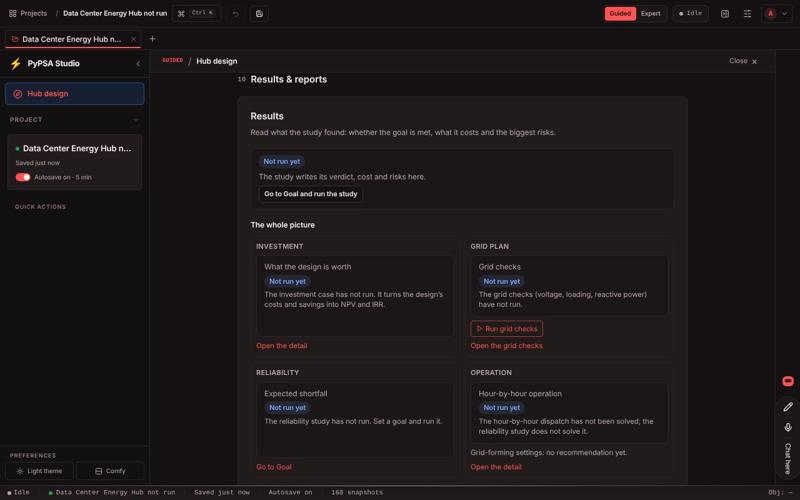 Projects / Data Center Energy Hub not run Ctrl K Guided Expert Idle A
Data Center Energy Hub n...
PyPSA Studio
GUIDED / Hub design Close
Hub design
PROJECT
Data Center Energy Hub n...
Saved just now
Autosave on · 5 min
QUICK ACTIONS
10 Results & reports
Results
Read what the study found: whether the goal is met, what it costs and the biggest risks.
Not run yet
The study writes its verdict, cost and risks here.
Go to Goal and run the study
The whole picture
INVESTMENT
What the design is worth
Not run yet
The investment case has not run. It turns the design's
costs and savings into NPV and IRR.
Open the detail
GRID PLAN
Grid checks
Not run yet
The grid checks (voltage, loading, reactive power)
have not run.
Run grid checks
Open the grid checks
RELIABILITY
Expected shortfall
Not run yet
The reliability study has not run. Set a goal and run it.
Go to Goal
OPERATION
Hour-by-hour operation
Not run yet
The hour-by-hour dispatch has not been solved; the
reliability study does not solve it.
Grid-forming settings: no recommendation yet.
Open the detail
Chat here
PREFERENCES
Light theme Comfy
Idle Data Center Energy Hub not run Saved just now Autosave on 168 snapshots Obj: —